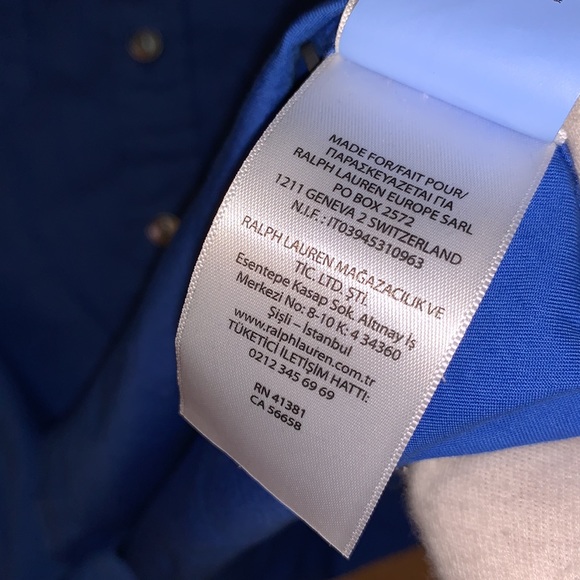 MADE FOR/FAIT POUR/
ΠΑΡΑΣΚΕΥΑΖΕΤΑΙ ΓΙΑ
RALPH LAUREN EUROPE SARL
PO BOX 2572
1211 GENEVA 2 SWITZERLAND
N.I.F.: IT03945310963
RALPH LAUREN MAĞAZACILIK VE
TİC. LTD. ŞTİ.
Esentepe Kasap Sok. Altınay iş
Merkezi No: 8-10 K: 4 34360
Şişli - İstanbul
www.ralphlauren.com.tr
TÜKETİCİ İLETİŞİM HATTI:
0212 345 69 69
RN 41381
CA 56658